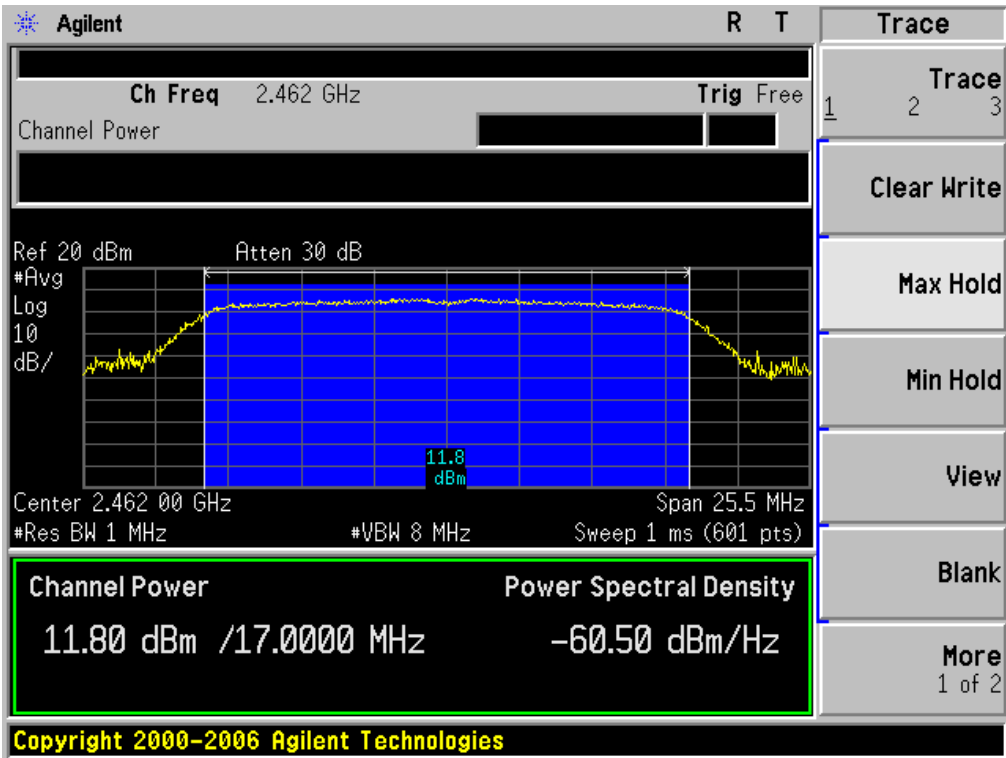 Agilent R T Trace
Ch Freq 2.462 GHz Trig Free
Channel Power
Trace
1 2 3
Clear Write
Max Hold
Min Hold
View
Blank
More
1 of 2
Ref 20 dBm Atten 30 dB
#Avg
Log
10
dB/
11.8
dBm
Center 2.462 00 GHz Span 25.5 MHz
#Res BW 1 MHz #VBW 8 MHz Sweep 1 ms (601 pts)
Channel Power Power Spectral Density
11.80 dBm /17.0000 MHz -60.50 dBm/Hz
Copyright 2000-2006 Agilent Technologies